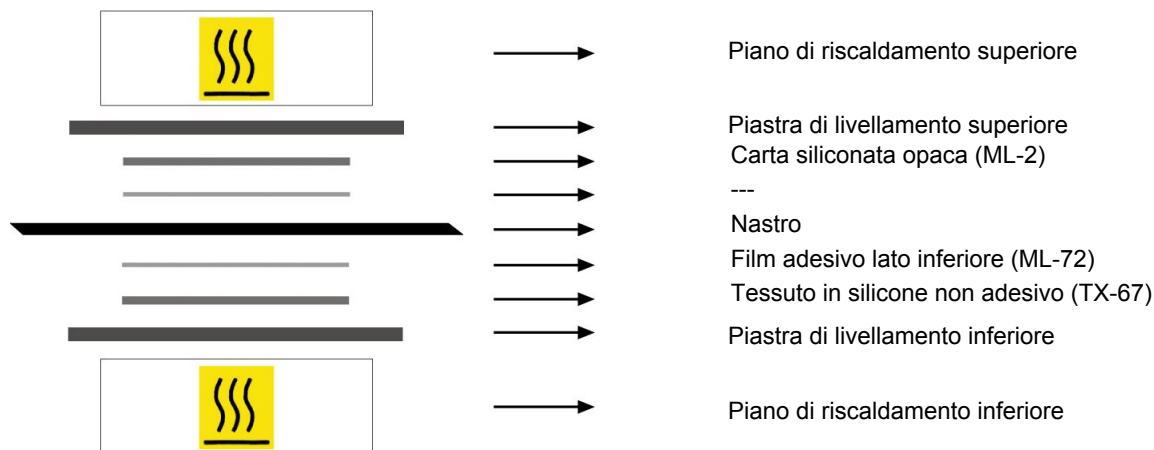 Piano di riscaldamento superiore
Piastra di livellamento superiore
Carta siliconata opaca (ML-2)
---
Nastro
Film adesivo lato inferiore (ML-72)
Tessuto in silicone non adesivo (TX-67)
Piastra di livellamento inferiore
Piano di riscaldamento inferiore